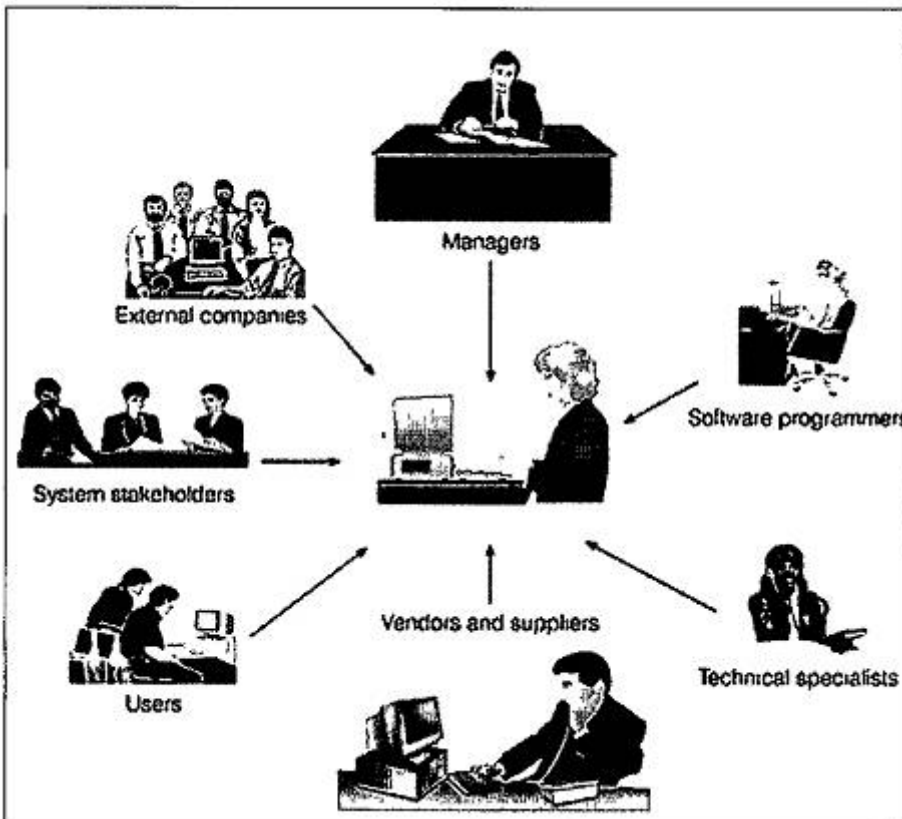 Managers
External companies
Software programmers
System stakeholders
Vendors and suppliers
Technical specialists
Users